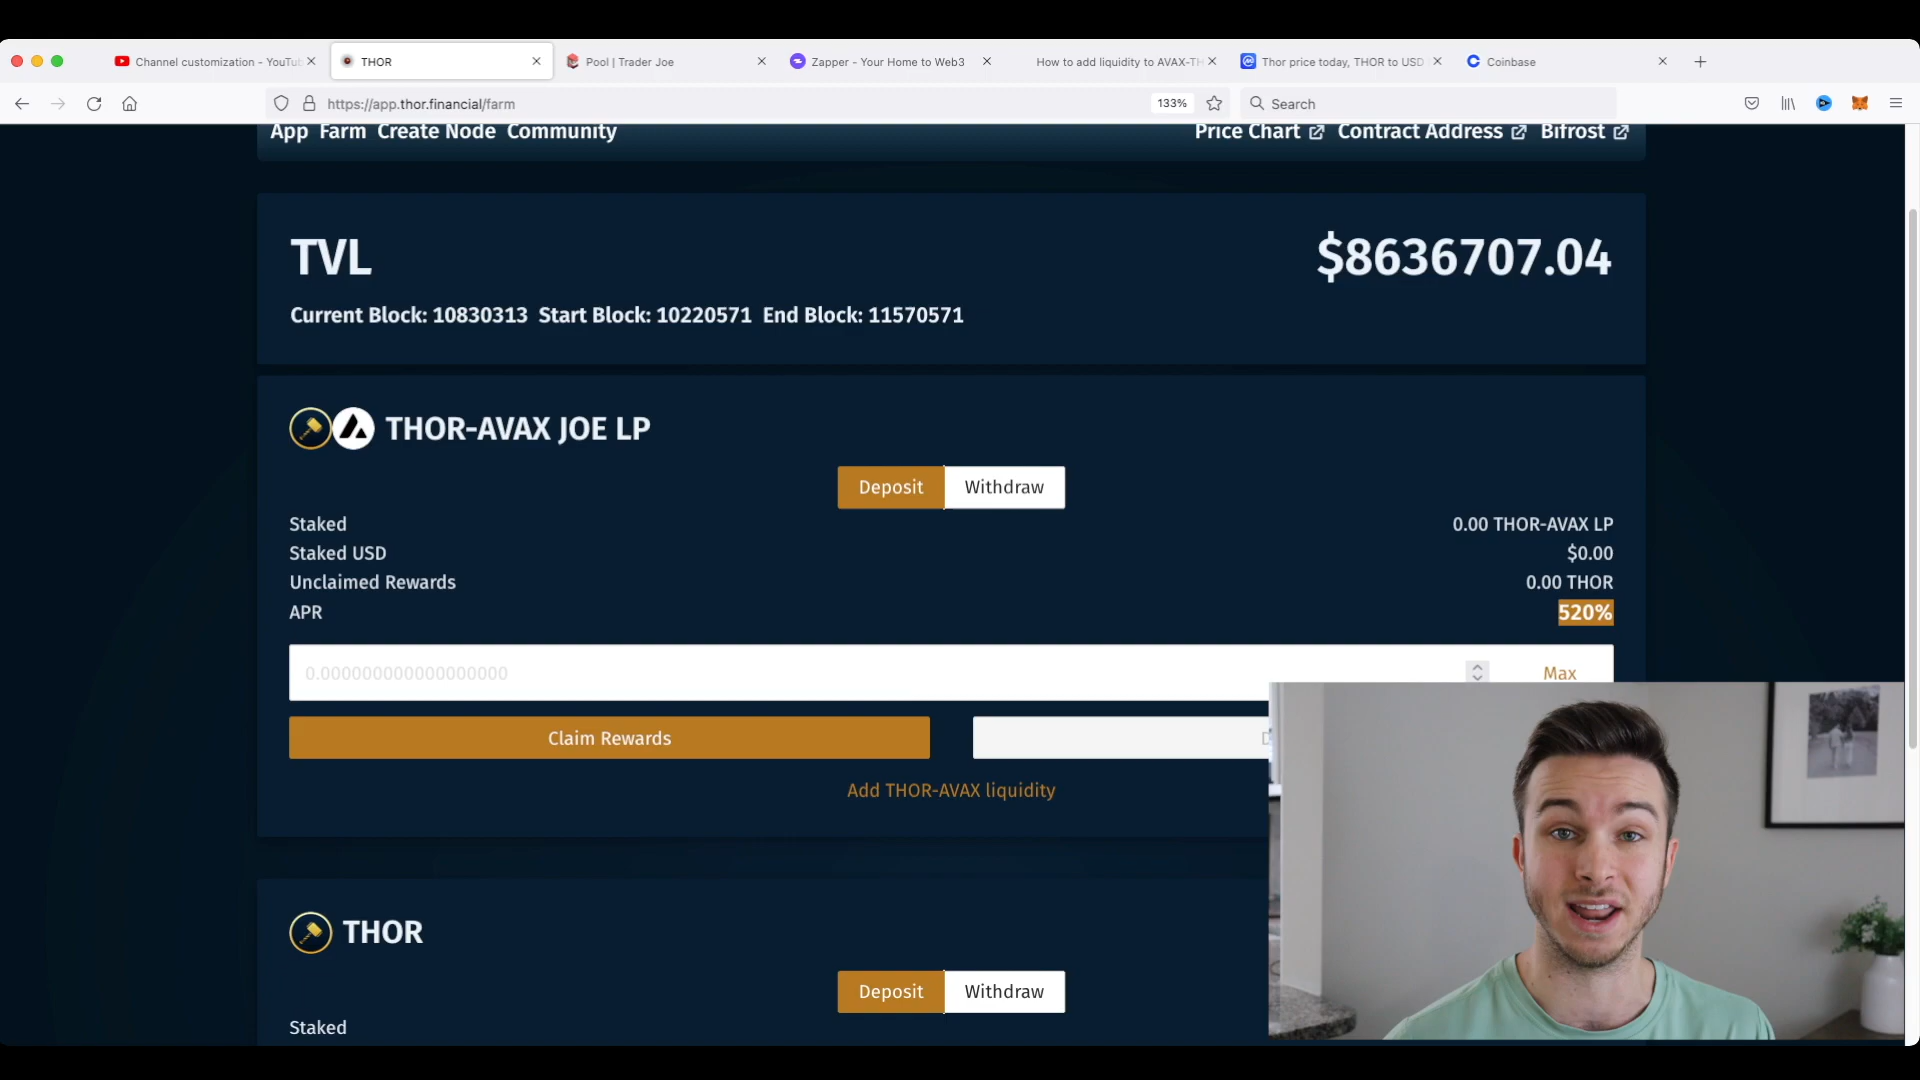 Channel customization - YouTub
THOR
Pool | Trader Joe
Zapper - Your Home to Web3
How to add liquidity to AVAX-TH
Thor price today, THOR to USD
Coinbase
https://app.thor.financial/farm
133%
Search
App Farm Create Node Community
Price Chart Contract Address Bifrost
TVL
$8636707.04
Current Block: 10830313 Start Block: 10220571 End Block: 11570571
THOR-AVAX JOE LP
Deposit Withdraw
Staked
0.00 THOR-AVAX LP
Staked USD
$0.00
Unclaimed Rewards
0.00 THOR
APR
520%
0.000000000000000000
Max
Claim Rewards
Add THOR-AVAX liquidity
THOR
Deposit Withdraw
Staked